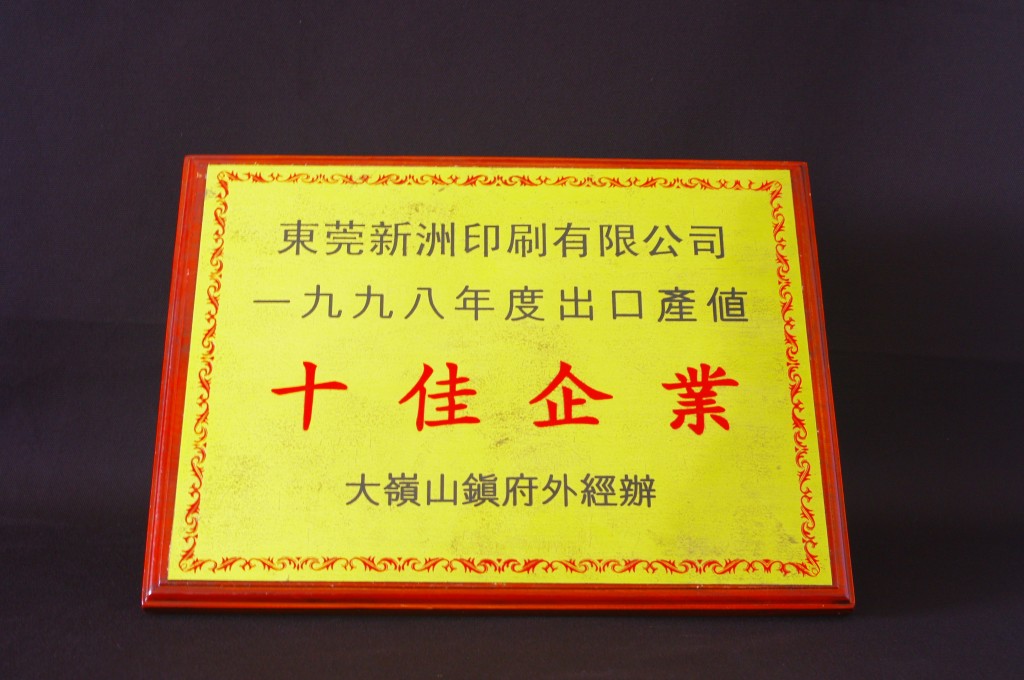 東莞新洲印刷有限公司
一九九八年度出口產值
十佳企業
大嶺山鎮府外經辦